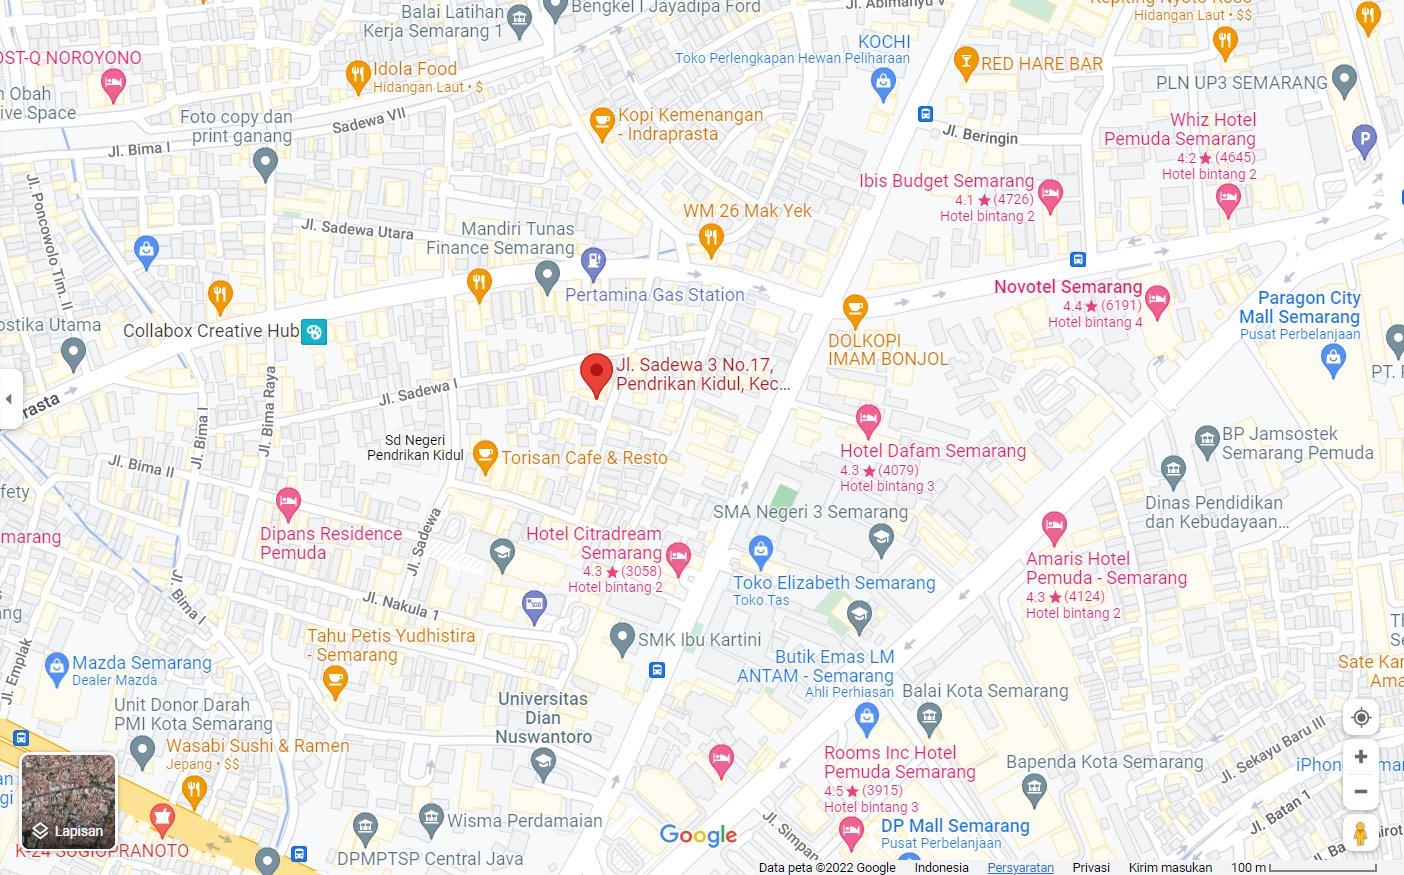 Balai Latihan
Kerja Semarang 1
Bengkel I Jayadipa Ford
Jl. Abimanyu V
Hidangan Laut • $$
OST-Q NOROYONO
Idola Food
Hidangan Laut • $
KOCHI
Toko Perlengkapan Hewan Peliharaan
RED HARE BAR
PLN UP3 SEMARANG
n Obah
ive Space
Foto copy dan
print ganang
Sadewa VII
Kopi Kemenangan
- Indraprasta
Jl. Beringin
Whiz Hotel
Pemuda Semarang
4.2 ★ (4645)
Hotel bintang 2
Jl. Bima I
Jl. Poncowolo Tim. II
Ibis Budget Semarang
4.1 ★ (4726)
Hotel bintang 2
WM 26 Mak Yek
Jl. Sadewa Utara
Mandiri Tunas
Finance Semarang
Pertamina Gas Station
Novotel Semarang
4.4 ★ (6191)
Hotel bintang 4
Paragon City
Mall Semarang
Pusat Perbelanjaan
ostika Utama
Collabox Creative Hub
DOLKOPI
IMAM BONJOL
PT. F
Jl. Sadewa 3 No.17,
Pendrikan Kidul, Kec...
Jl. Sadewa I
rasta
Jl. Bima I
Jl. Bima Raya
Sd Negeri
Pendrikan Kidul
Torisan Cafe & Resto
Hotel Dafam Semarang
4.3 ★ (4079)
Hotel bintang 3
BP Jamsostek
Semarang Pemuda
Jl. Bima II
fety
Dinas Pendidikan
dan Kebudayaan...
SMA Negeri 3 Semarang
Dipans Residence
Pemuda
emarang
Jl. Sadewa
Hotel Citradream
Semarang
4.3 ★ (3058)
Hotel bintang 2
Amaris Hotel
Pemuda - Semarang
4.3 ★ (4124)
Hotel bintang 2
Toko Elizabeth Semarang
Toko Tas
Jl. Bima I
Jl. Nakula 1
ng
Tahu Petis Yudhistira
- Semarang
SMK Ibu Kartini
Jl. Emplak
Mazda Semarang
Dealer Mazda
Butik Emas LM
ANTAM - Semarang
Ahli Perhiasan
Th
Se
Sate Kar
Ama
Balai Kota Semarang
Unit Donor Darah
PMI Kota Semarang
Universitas
Dian
Nuswantoro
Wasabi Sushi & Ramen
Jepang • $$
Rooms Inc Hotel
Pemuda Semarang
4.5 ★ (3915)
Hotel bintang 3
Bapenda Kota Semarang
Jl. Sekayu Baru III
an
gi
Lapisan
Wisma Perdamaian
DP Mall Semarang
Pusat Perbelanjaan
Jl. Simpan
Jl. Batan 1
K-24 SUGIOPRANOTO
DPMPTSP Central Java
Google
Data peta ©2022 Google
Indonesia
Persyaratan
Privasi
Kirim masukan
100 m